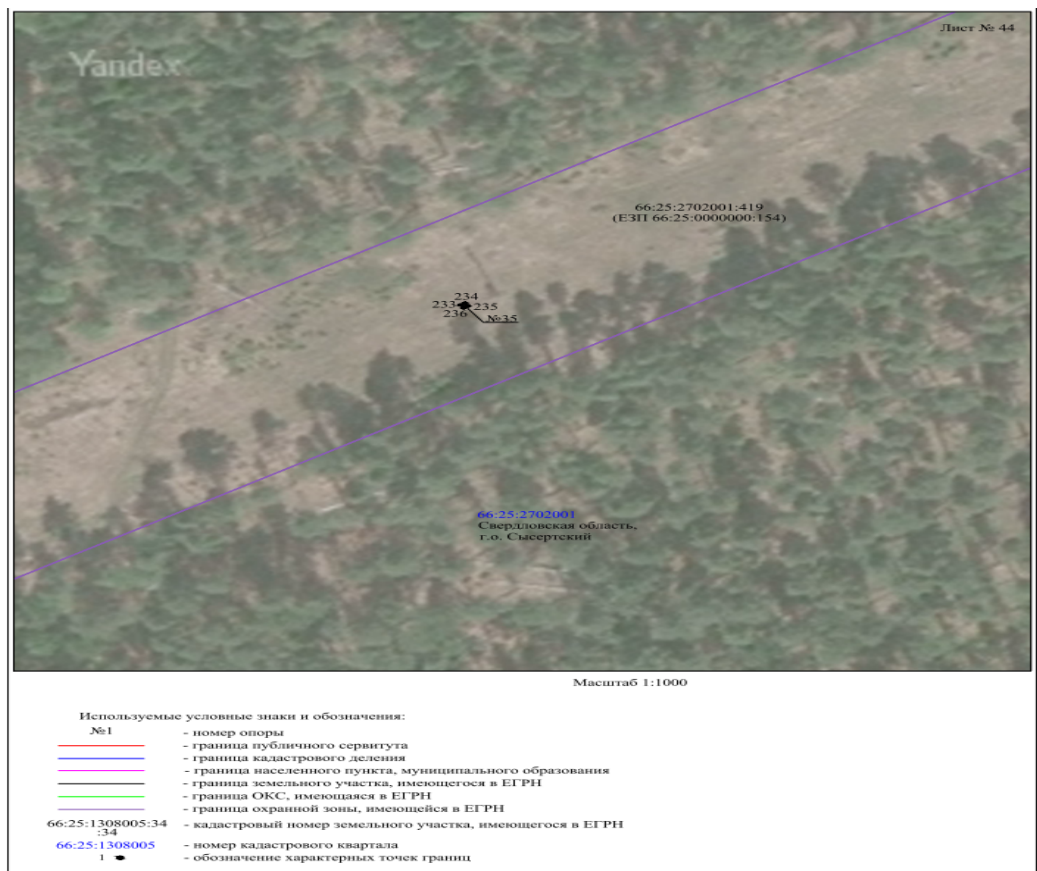 Лист № 44
Yandex
66:25:2702001:419
(ЕЗП 66:25:0000000:154)
234
233 235
236 №35
66:25:2702001
Свердловская область,
г.о. Сысертский
Масштаб 1:1000
Используемые условные знаки и обозначения:
№1 - номер опоры
- граница публичного сервитута
- граница кадастрового деления
- граница населенного пункта, муниципального образования
- граница земельного участка, имеющегося в ЕГРН
- граница ОКС, имеющаяся в ЕГРН
- граница охранной зоны, имеющейся в ЕГРН
66:25:1308005:34 - кадастровый номер земельного участка, имеющегося в ЕГРН
:34
66:25:1308005 - номер кадастрового квартала
1 - обозначение характерных точек границ